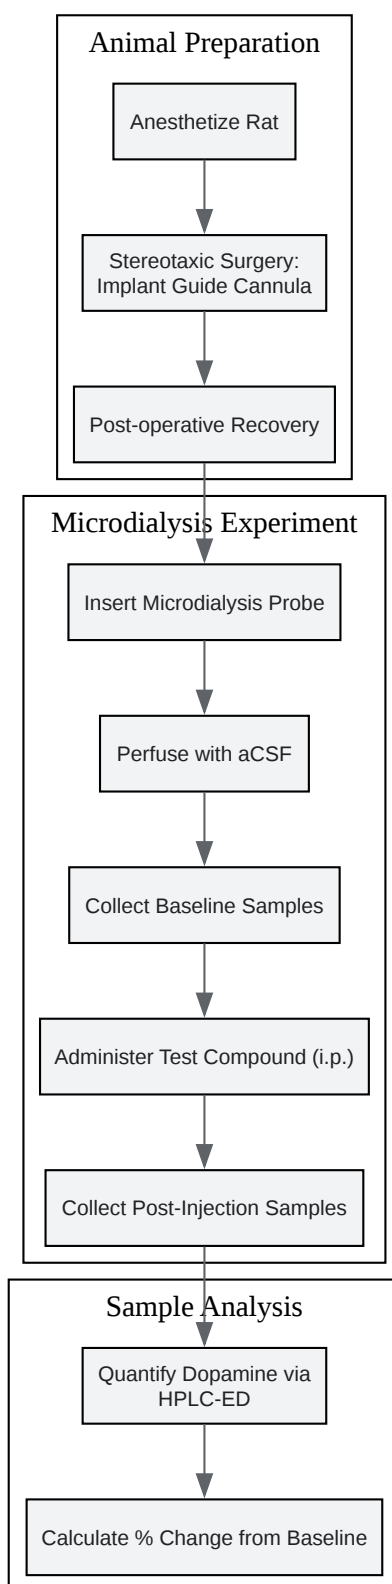 Animal Preparation
Anesthetize Rat
Stereotaxic Surgery:
Implant Guide Cannula
Post-operative Recovery
Microdialysis Experiment
Insert Microdialysis Probe
Perfuse with aCSF
Collect Baseline Samples
Administer Test Compound (i.p.)
Collect Post-Injection Samples
Sample Analysis
Quantify Dopamine via
HPLC-ED
Calculate % Change from Baseline